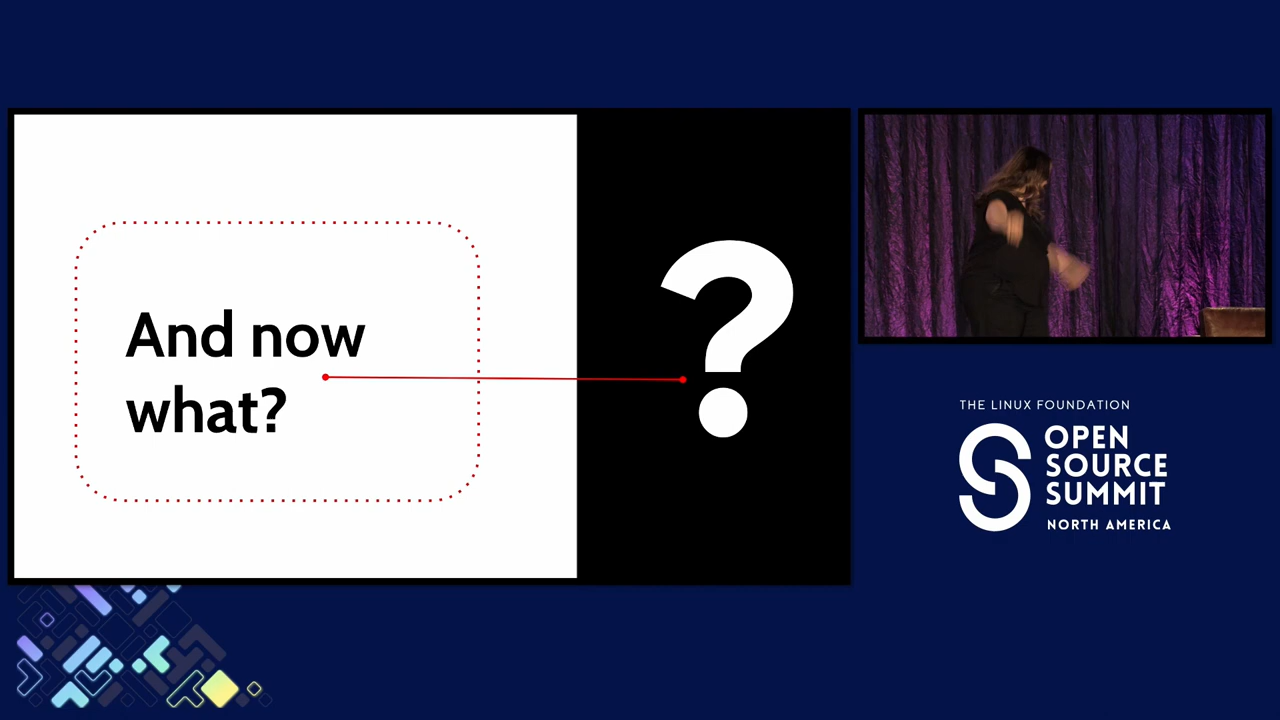 And now
what?
?
THE LINUX FOUNDATION
OPEN
SOURCE
SUMMIT
NORTH AMERICA